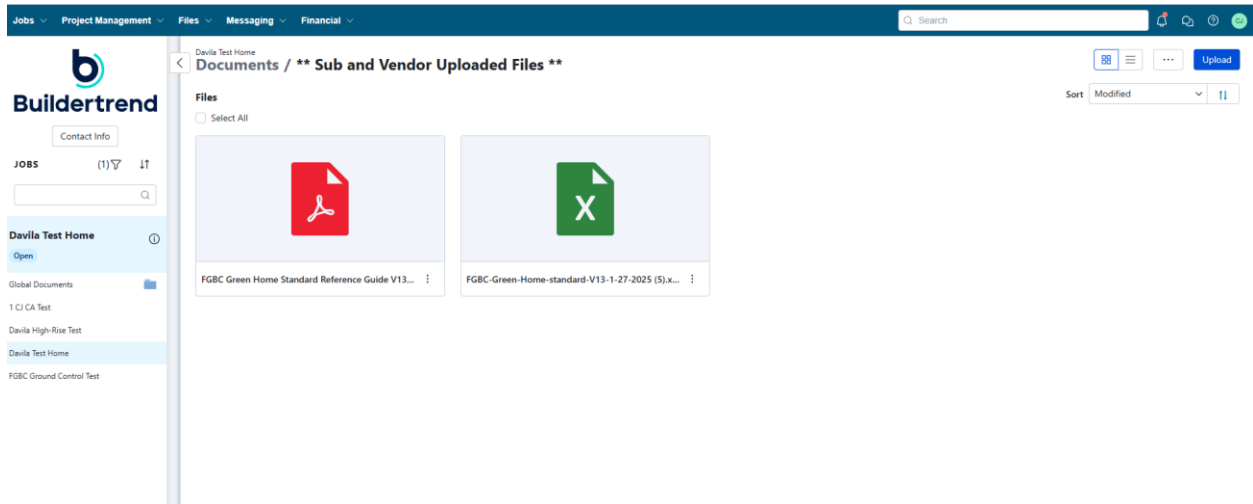 Jobs Project Management Files Messaging Financial Search CJ
Buildertrend
Contact Info
JOBS (1)
Davila Test Home
Open
Global Documents
1 CJ CA Test
Davila High-Rise Test
Davila Test Home
FGBC Ground Control Test
Davila Test Home
Documents / ** Sub and Vendor Uploaded Files **
Upload
Files
Sort Modified
Select All
X
FGBC Green Home Standard Reference Guide V13...
FGBC-Green-Home-standard-V13-1-27-2025 (5).x...